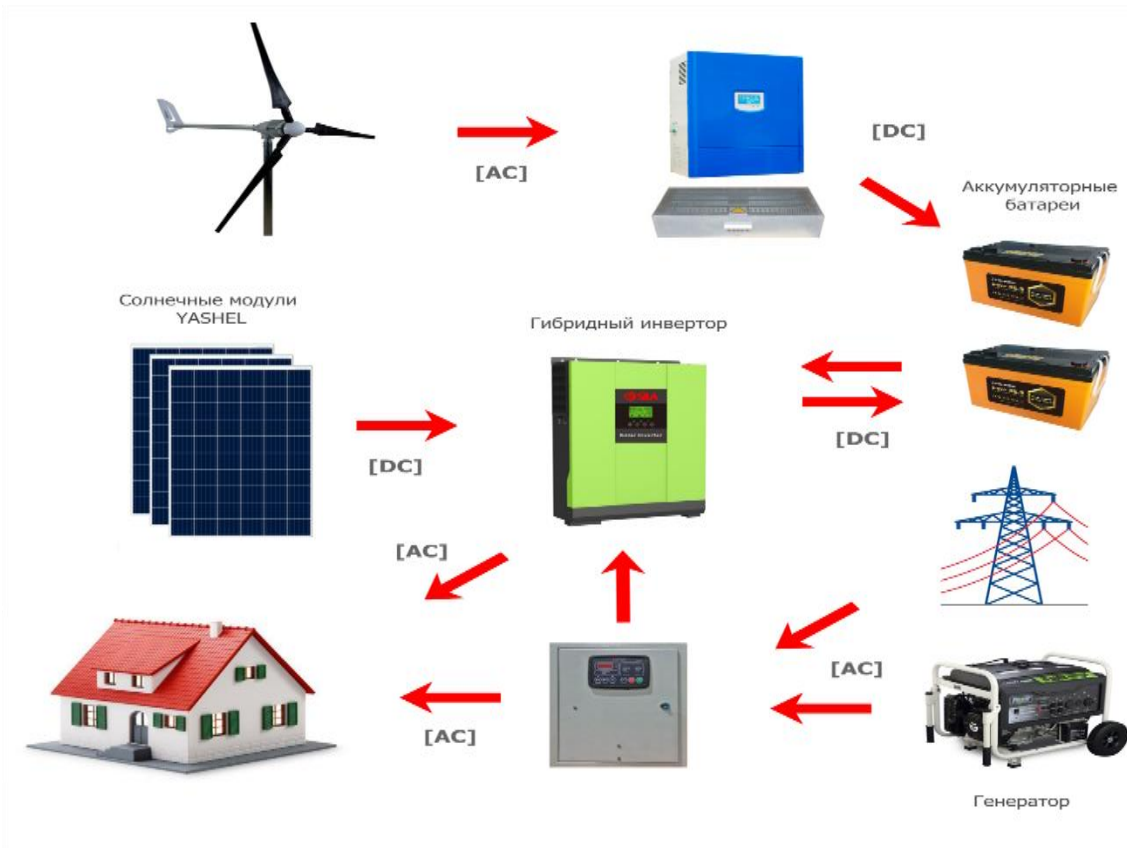 [AC]
[DC]
Аккумуляторные
батареи
Солнечные модули
YASHEL
Гибридный инвертор
[DC]
[DC]
[AC]
[AC]
[AC]
Генератор